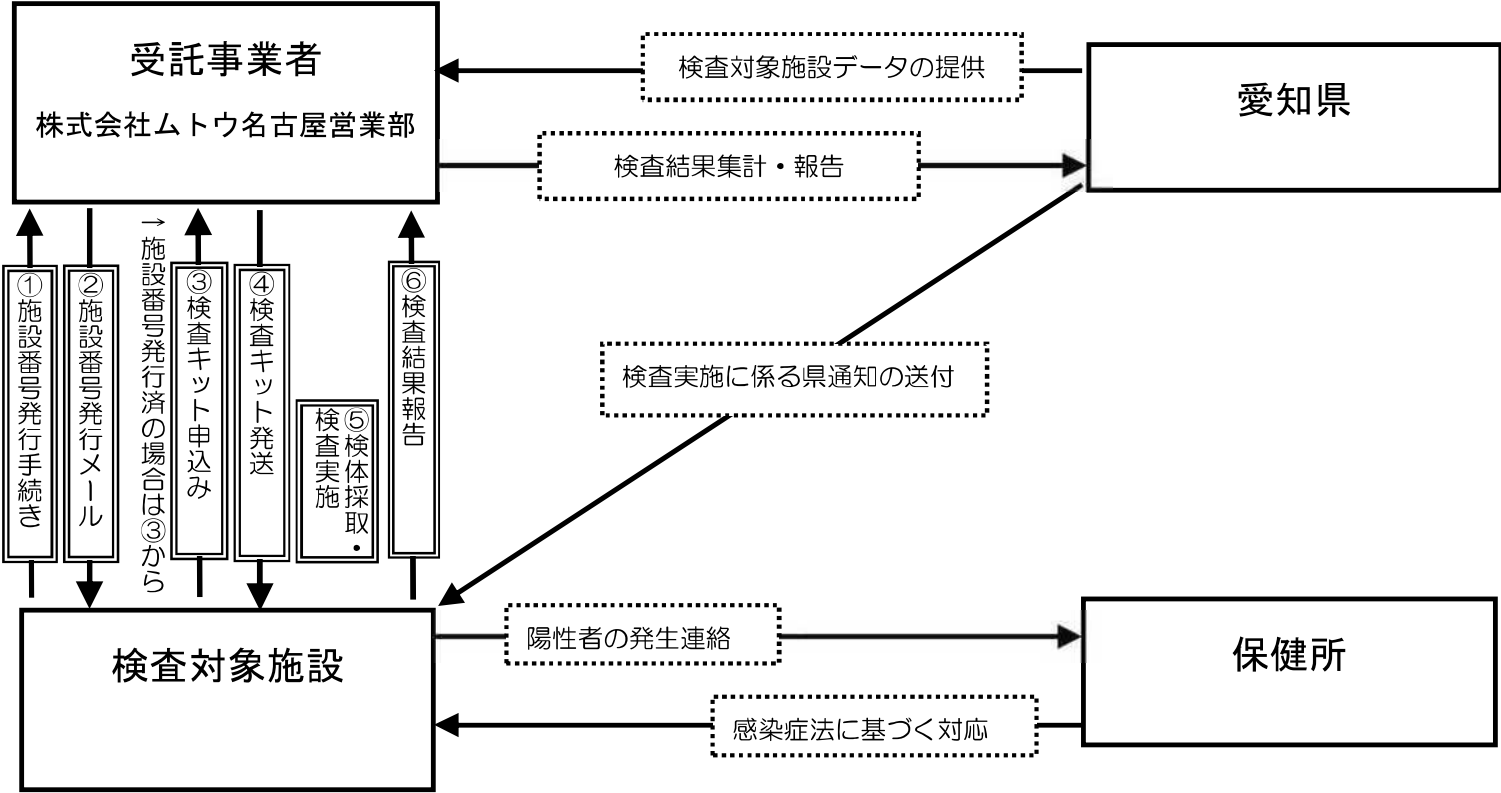 受託事業者
株式会社ムトウ名古屋営業部
検査対象施設データの提供
愛知県
検査結果集計・報告
①施設番号発行手続き
②施設番号発行メール
→施設番号発行済の場合は③から
③検査キット申込み
④検査キット発送
⑤検体採取・
検査実施
⑥検査結果報告
検査実施に係る県通知の送付
検査対象施設
陽性者の発生連絡
保健所
感染症法に基づく対応